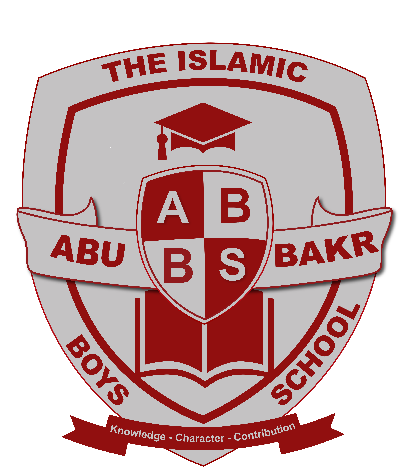 THE ISLAMIC
A B
ABU BAKR
B S
BOYS SCHOOL
Knowledge - Character - Contribution